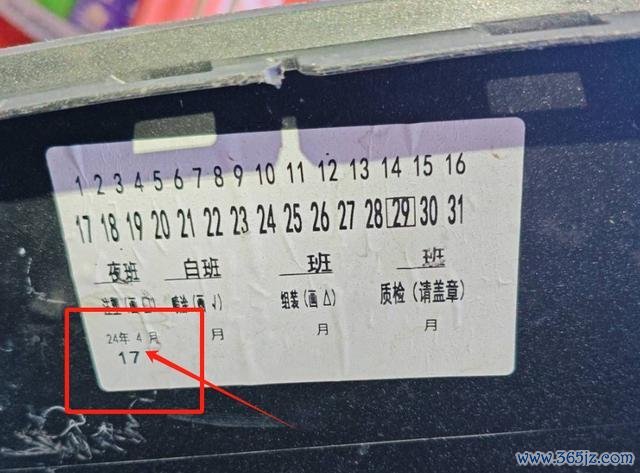 1 2 3 4 5 6 7 8 9 10 11 12 13 14 15 16
17 18 19 20 21 22 23 24 25 26 27 28 29 30 31
夜班 白班 班 班
注塑(画口) 喷涂(画√) 组装(画△) 质检(请盖章)
24年 4 月 月 月 月
17
www.365jz.com